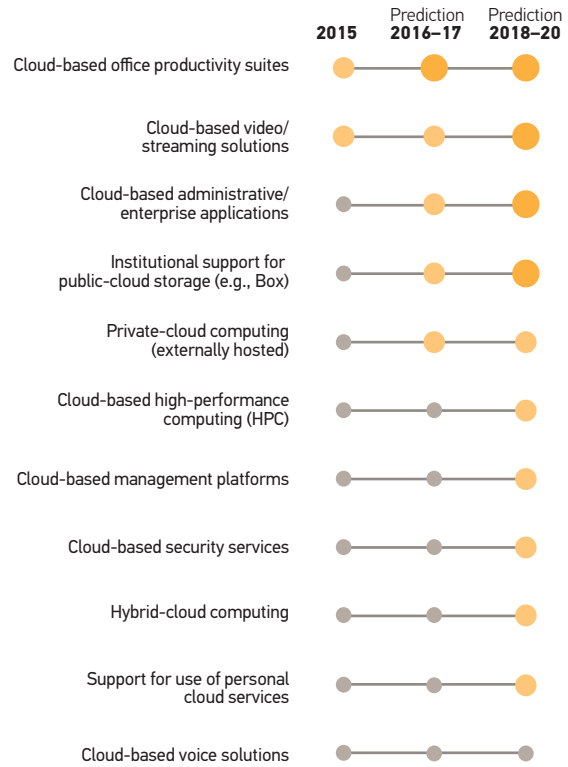 Prediction Prediction
2015 2016–17 2018–20
Cloud-based office productivity suites
Cloud-based video/
streaming solutions
Cloud-based administrative/
enterprise applications
Institutional support for
public-cloud storage (e.g., Box)
Private-cloud computing
(externally hosted)
Cloud-based high-performance
computing (HPC)
Cloud-based management platforms
Cloud-based security services
Hybrid-cloud computing
Support for use of personal
cloud services
Cloud-based voice solutions